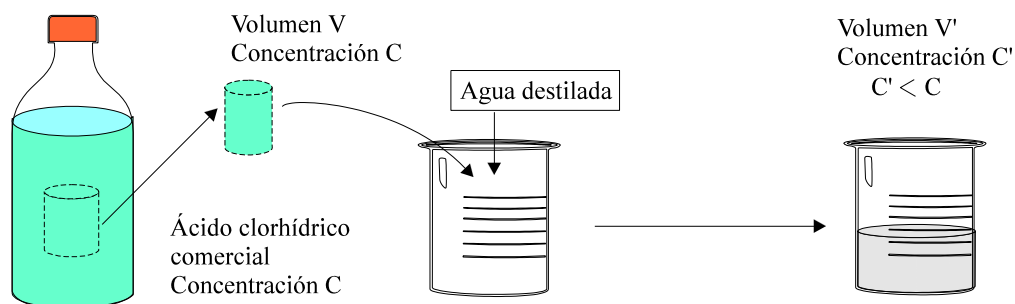 Volumen V
Concentración C
Agua destilada
Ácido clorhídrico
comercial
Concentración C
Volumen V'
Concentración C'
C' < C